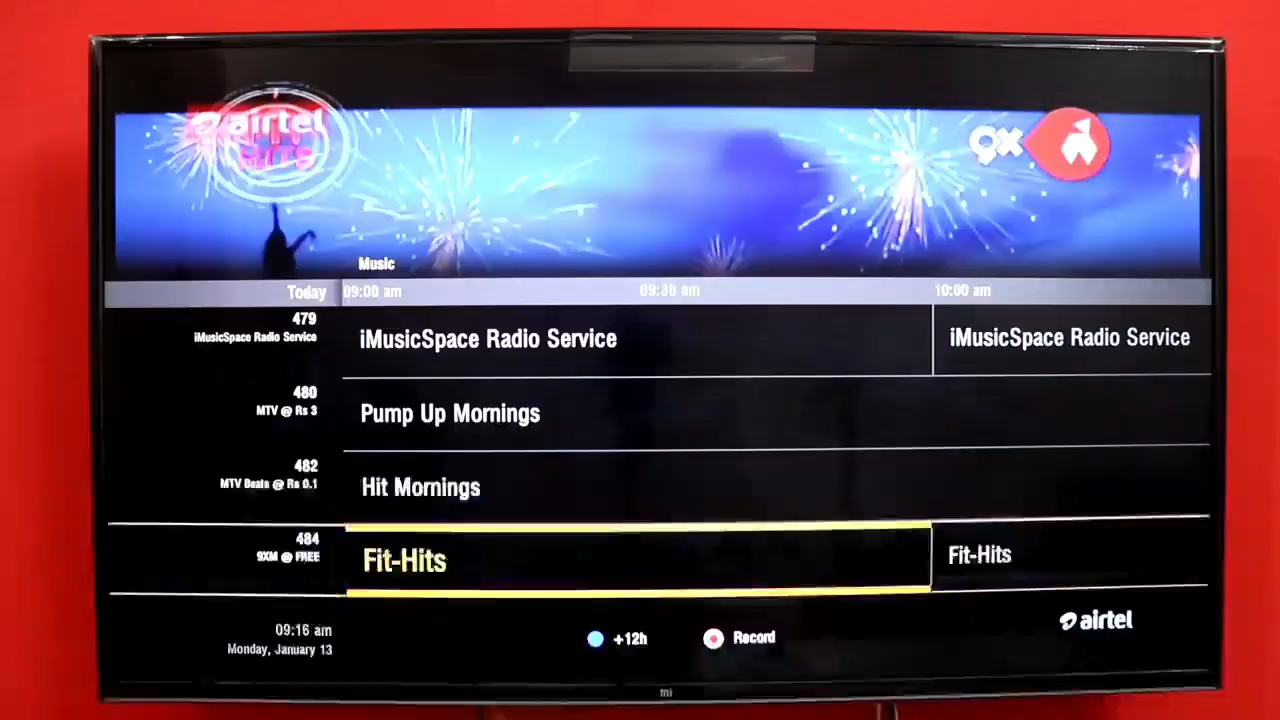 airtel
HITS
9X
Music
Today 09:00 am 09:30 am 10:00 am
479
iMusicSpace Radio Service
iMusicSpace Radio Service
iMusicSpace Radio Service
480
MTV @ Rs 3
Pump Up Mornings
482
MTV Beats @ Rs 0.1
Hit Mornings
484
9XM @ FREE
Fit-Hits
Fit-Hits
09:16 am
Monday, January 13
+12h
Record
airtel
mi